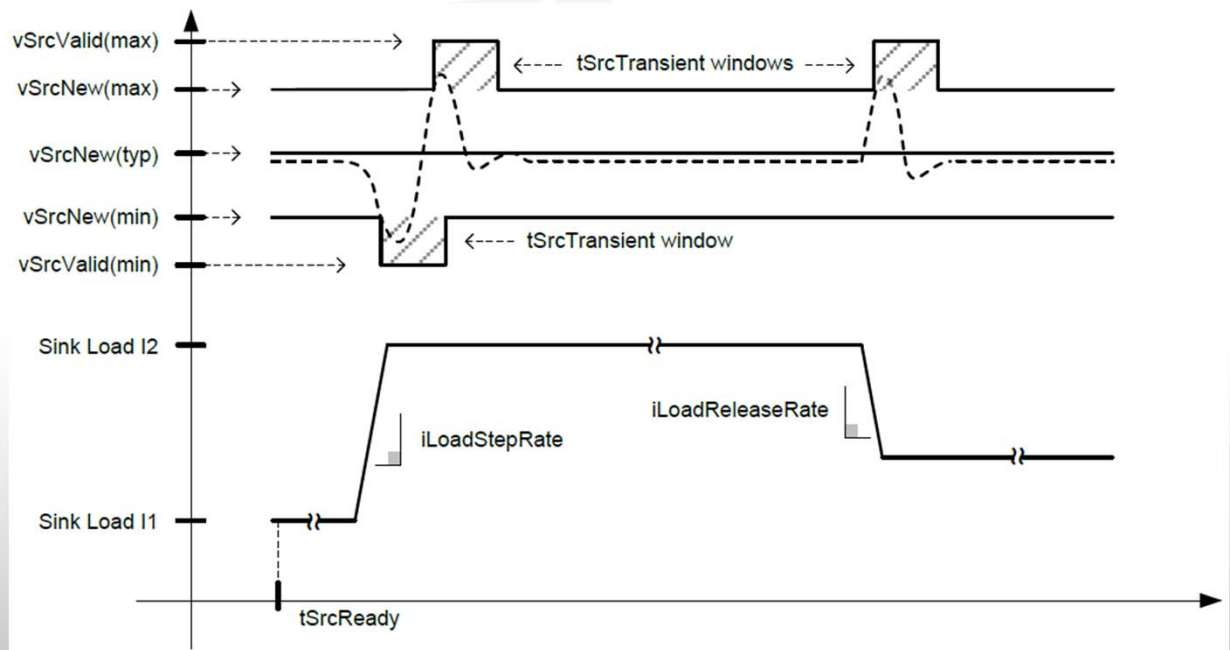 vSrcValid(max)
tSrcTransient windows
vSrcNew(max)
vSrcNew(typ)
vSrcNew(min)
tSrcTransient window
vSrcValid(min)
Sink Load I2
iLoadReleaseRate
iLoadStepRate
Sink Load I1
tSrcReady